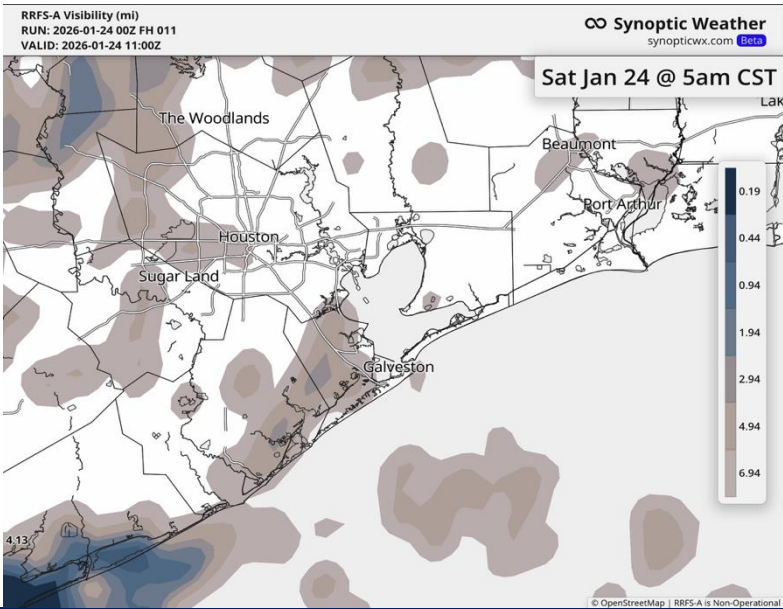 RRFS-A Visibility (mi)
RUN: 2026-01-24 00Z FH 011
VALID: 2026-01-24 11:00Z
Synoptic Weather
synopticwx.com Beta
Sat Jan 24 @ 5am CST
Lak
The Woodlands
Beaumont
Port Arthur
Houston
Sugar Land
Galveston
0.19
0.44
0.94
1.94
2.94
4.94
6.94
4.13
© OpenStreetMap | RRFS-A is Non-Operational